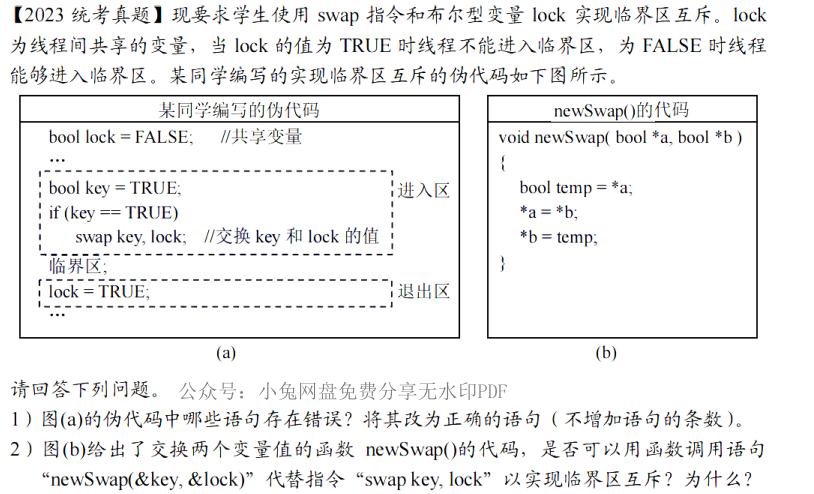 【2023 统考真题】现要求学生使用 swap 指令和布尔型变量 lock 实现临界区互斥。lock
为线程间共享的变量，当 lock 的值为 TRUE 时线程不能进入临界区，为 FALSE 时线程
能够进入临界区。某同学编写的实现临界区互斥的伪代码如下图所示。
某同学编写的伪代码
bool lock = FALSE; //共享变量
…
bool key = TRUE;
if (key == TRUE)
swap key, lock; //交换 key 和 lock 的值
进入区
临界区;
lock = TRUE;
退出区
…
(a)
newSwap()的代码
void newSwap( bool *a, bool *b )
{
bool temp = *a;
*a = *b;
*b = temp;
}
(b)
请回答下列问题。 公众号：小兔网盘免费分享无水印PDF
1）图(a)的伪代码中哪些语句存在错误？将其改为正确的语句（不增加语句的条数）。
2）图(b)给出了交换两个变量值的函数 newSwap()的代码，是否可以用函数调用语句
“newSwap(&key, &lock)”代替指令“swap key, lock”以实现临界区互斥？为什么？